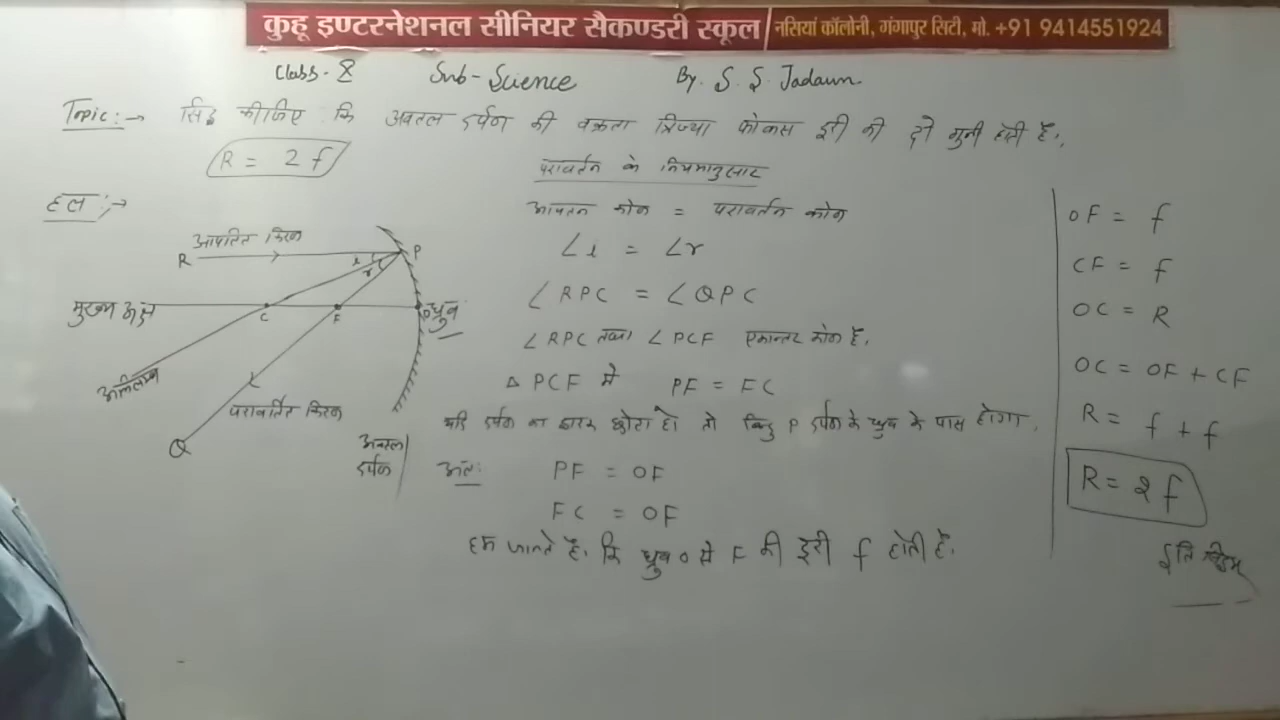 कुहू इण्टरनेशनल सीनियर सैकण्डरी स्कूल | नसियां कॉलोनी, गंगापुर सिटी, मो. +91 9414551924
Class - 8 Sub - Science By. S. S. Jadaun
Topic :- → सिद्ध कीजिए कि अवतल दर्पण की वक्रता त्रिज्या फोकस दूरी की दो गुनी होती है।
R = 2f
हल :- →
आपतित किरण
R
P
i
r
मुख्य अक्ष
C
F
O
ध्रुव
अभिलम्ब
परावर्तित किरण
Q
अवतल
दर्पण
परावर्तन के नियमानुसार
आपतन कोण = परावर्तन कोण
∠i = ∠r
∠RPC = ∠QPC
∠RPC तथा ∠PCF एकान्तर कोण है,
Δ PCF मे PF = FC
यदि दर्पण का द्वारक छोटा हो तो बिन्दु P दर्पण के ध्रुव के पास होगा,
अतः PF = OF
FC = OF
हम जानते है, कि ध्रुव O से F की दूरी f होती है,
OF = f
CF = f
OC = R
OC = OF + CF
R = f + f
R = 2f
इति सिद्धम्